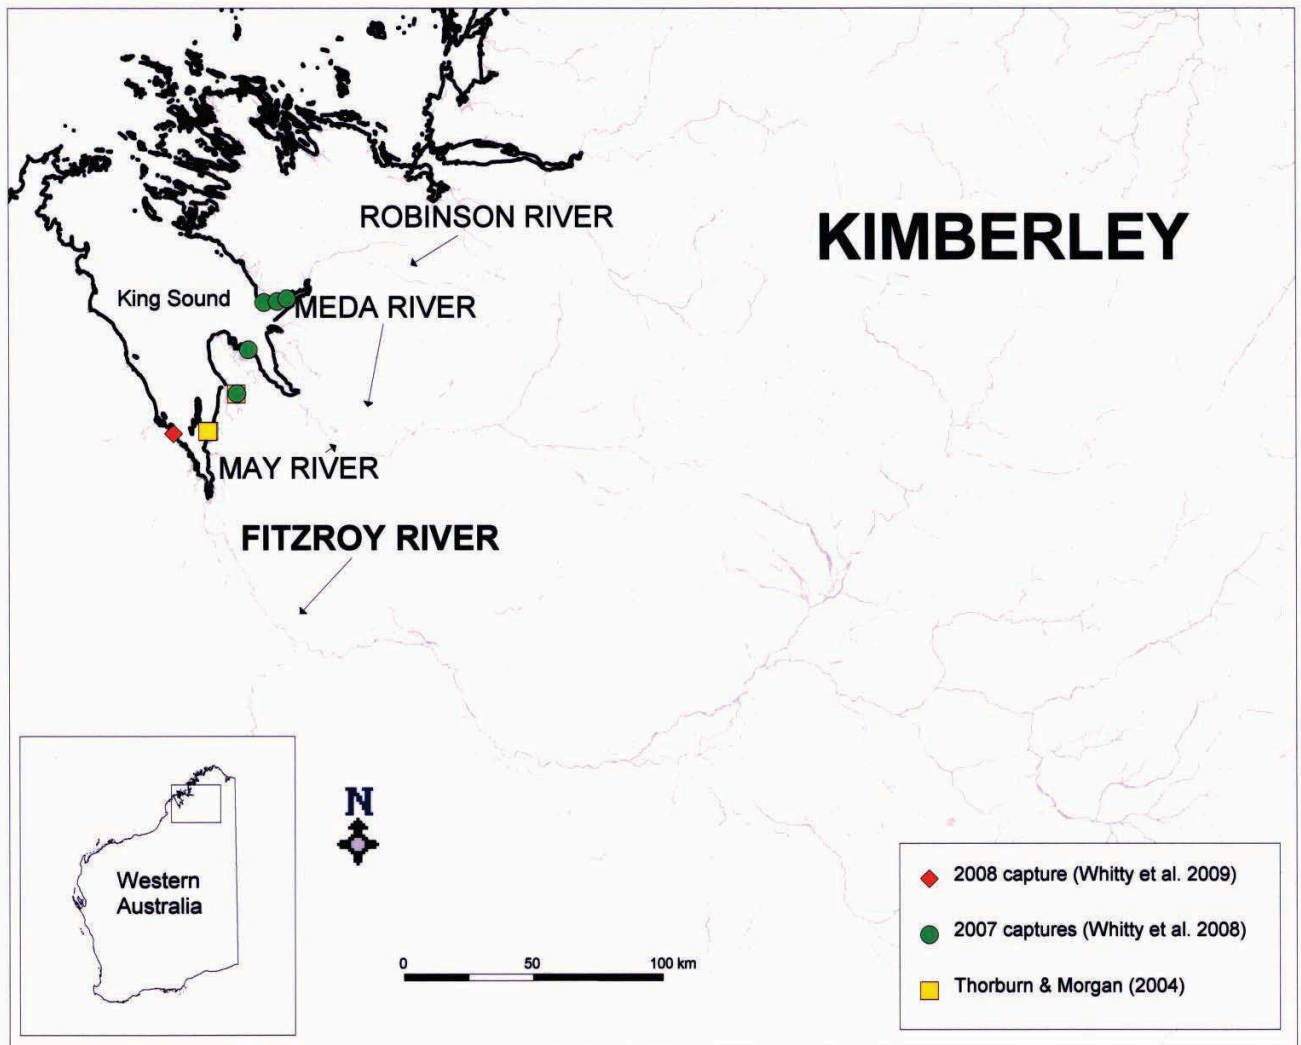 ROBINSON RIVER
KIMBERLEY
King Sound
MEDA RIVER
MAY RIVER
FITZROY RIVER
Western
Australia
N
0 50 100 km
2008 capture (Whitty et al. 2009)
2007 captures (Whitty et al. 2008)
Thorburn & Morgan (2004)